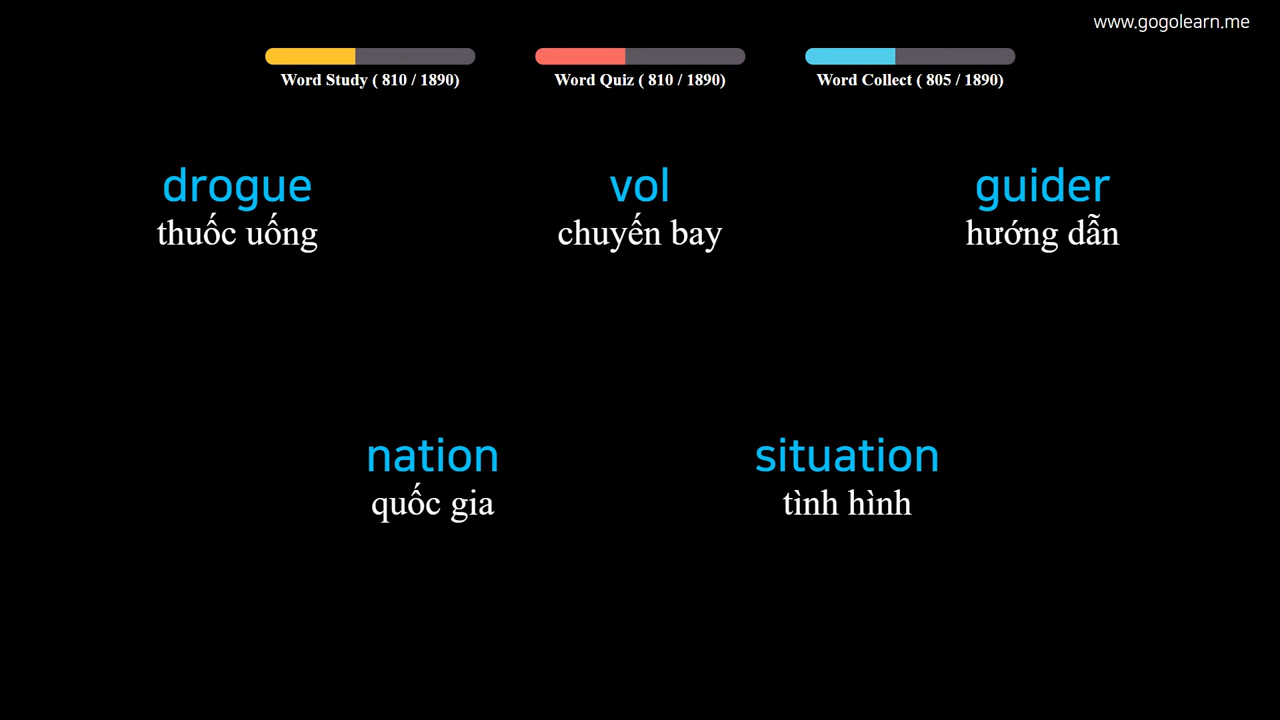 www.gogolearn.me
Word Study ( 810 / 1890)
Word Quiz ( 810 / 1890)
Word Collect ( 805 / 1890)
drogue
thuốc uống
vol
chuyến bay
guider
hướng dẫn
nation
quốc gia
situation
tình hình